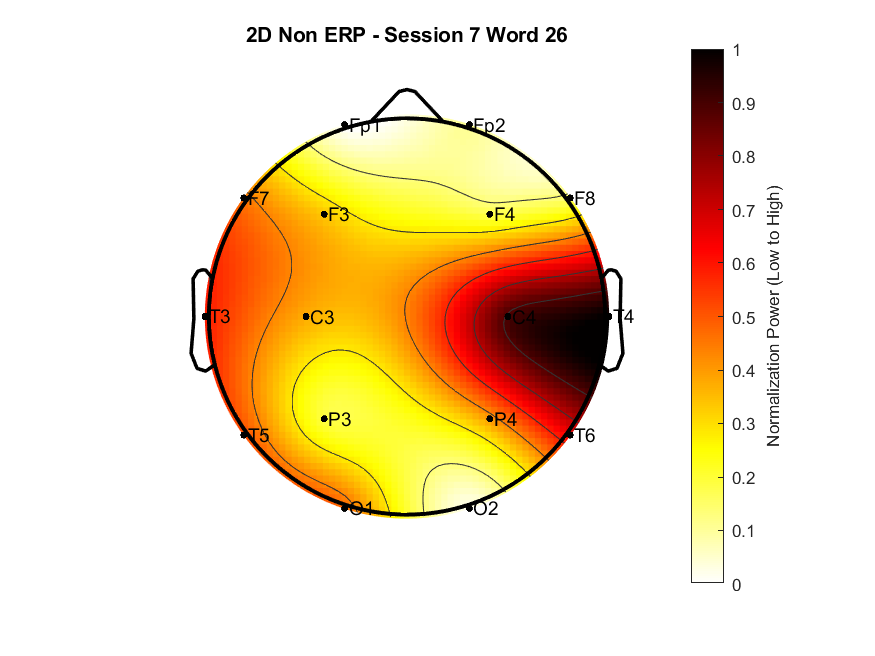 2D Non ERP - Session 7 Word 26
Fp1 Fp2
F7 F3 F4 F8
T3 C3 C4 T4
T5 P3 P4 T6
O1 O2
1
0.9
0.8
0.7
0.6
0.5
0.4
0.3
0.2
0.1
0
Normalization Power (Low to High)